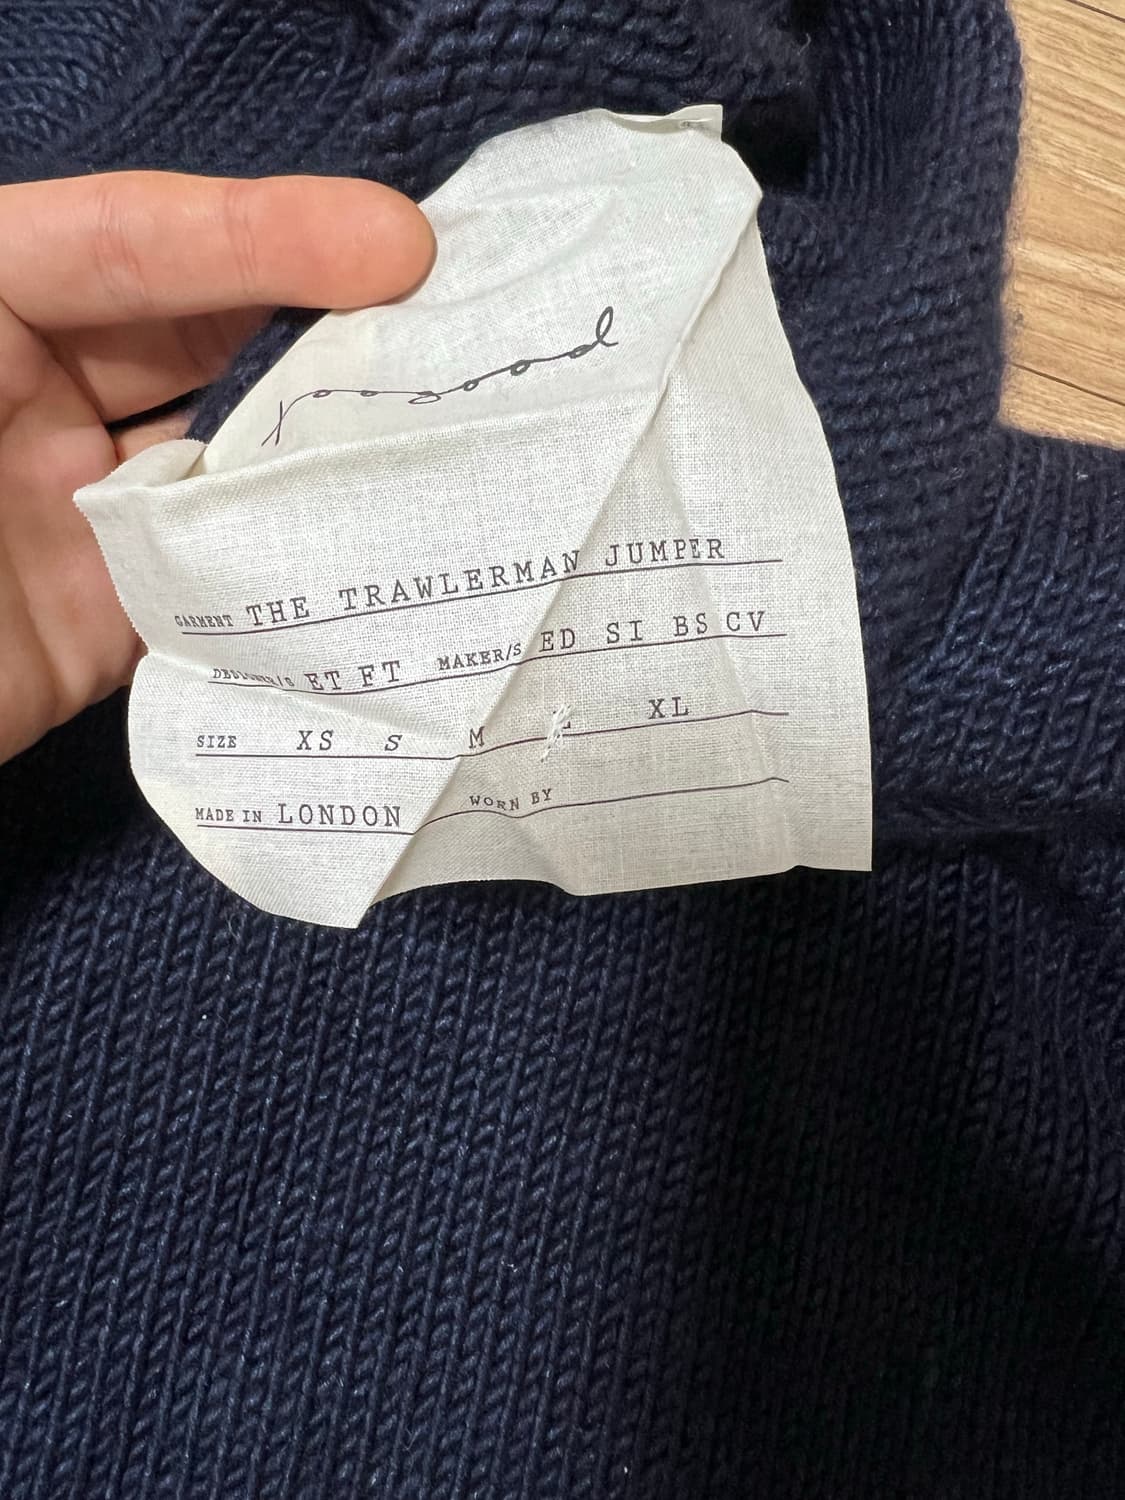 toogood
GARMENT THE TRAWLERMAN JUMPER
DESIGNER/S ET FT MAKER/S ED SI BS CV
SIZE XS S M L XL
MADE IN LONDON WORN BY